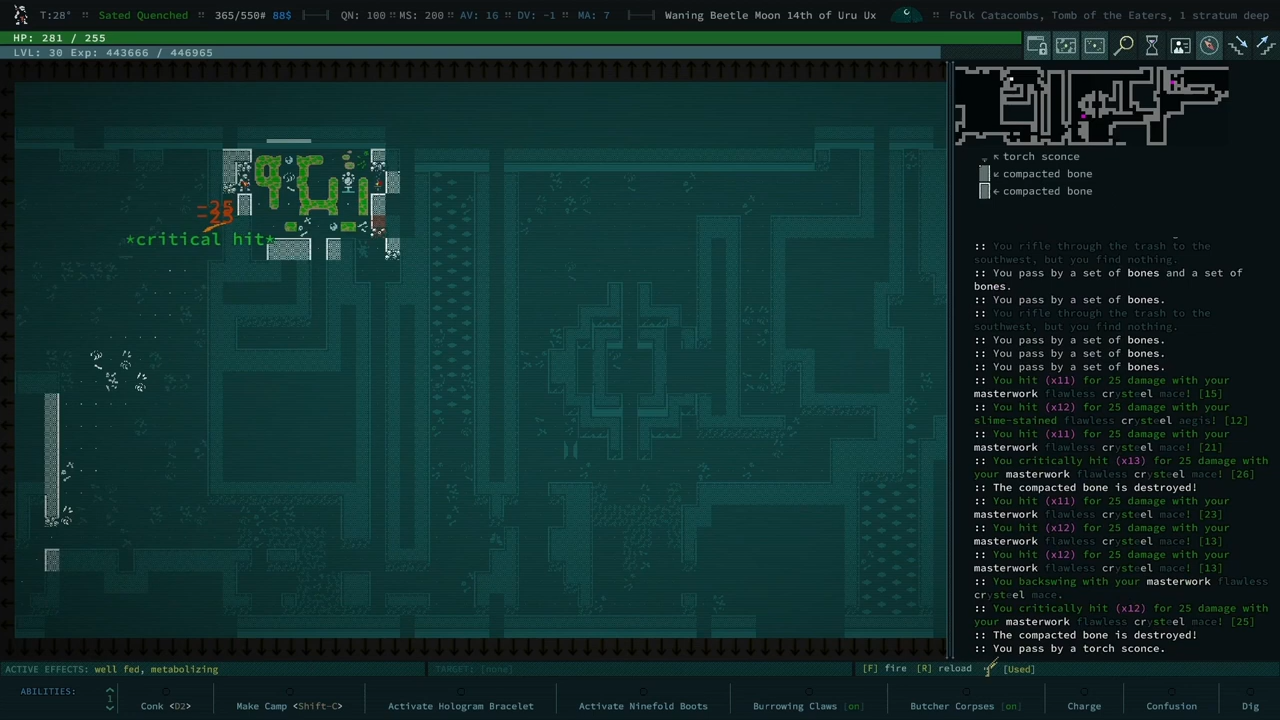 T:28° Sated Quenched :: 365/550# 88$ QN: 100 :: MS: 200 :: AV: 16 :: DV: -1 :: MA: 7 Waning Beetle Moon 14th of Uru Ux :: Folk Catacombs, Tomb of the Eaters, 1 stratum deep
HP: 281 / 255
LVL: 30 Exp: 443666 / 446965
torch sconce
compacted bone
compacted bone
-25
-25
*critical hit*
:: You rifle through the trash to the
southwest, but you find nothing.
:: You pass by a set of bones and a set of
bones.
:: You pass by a set of bones.
:: You rifle through the trash to the
southwest, but you find nothing.
:: You pass by a set of bones.
:: You pass by a set of bones.
:: You pass by a set of bones.
:: You hit (x11) for 25 damage with your
masterwork flawless crysteel mace! [15]
:: You hit (x12) for 25 damage with your
slime-stained flawless crysteel aegis! [12]
:: You hit (x11) for 25 damage with your
masterwork flawless crysteel mace! [21]
:: You critically hit (x13) for 25 damage with
your masterwork flawless crysteel mace! [26]
:: The compacted bone is destroyed!
:: You hit (x11) for 25 damage with your
masterwork flawless crysteel mace! [23]
:: You hit (x12) for 25 damage with your
masterwork flawless crysteel mace! [13]
:: You hit (x12) for 25 damage with your
masterwork flawless crysteel mace! [13]
:: You backswing with your masterwork flawless
crysteel mace.
:: You critically hit (x12) for 25 damage with
your masterwork flawless crysteel mace! [25]
:: The compacted bone is destroyed!
:: You pass by a torch sconce.
ACTIVE EFFECTS: well fed, metabolizing TARGET: [none] [F] fire [R] reload [Used]
ABILITIES: 1 Conk <D2> Make Camp <Shift-C> Activate Hologram Bracelet Activate Ninefold Boots Burrowing Claws [on] Butcher Corpses [on] Charge Confusion Dig